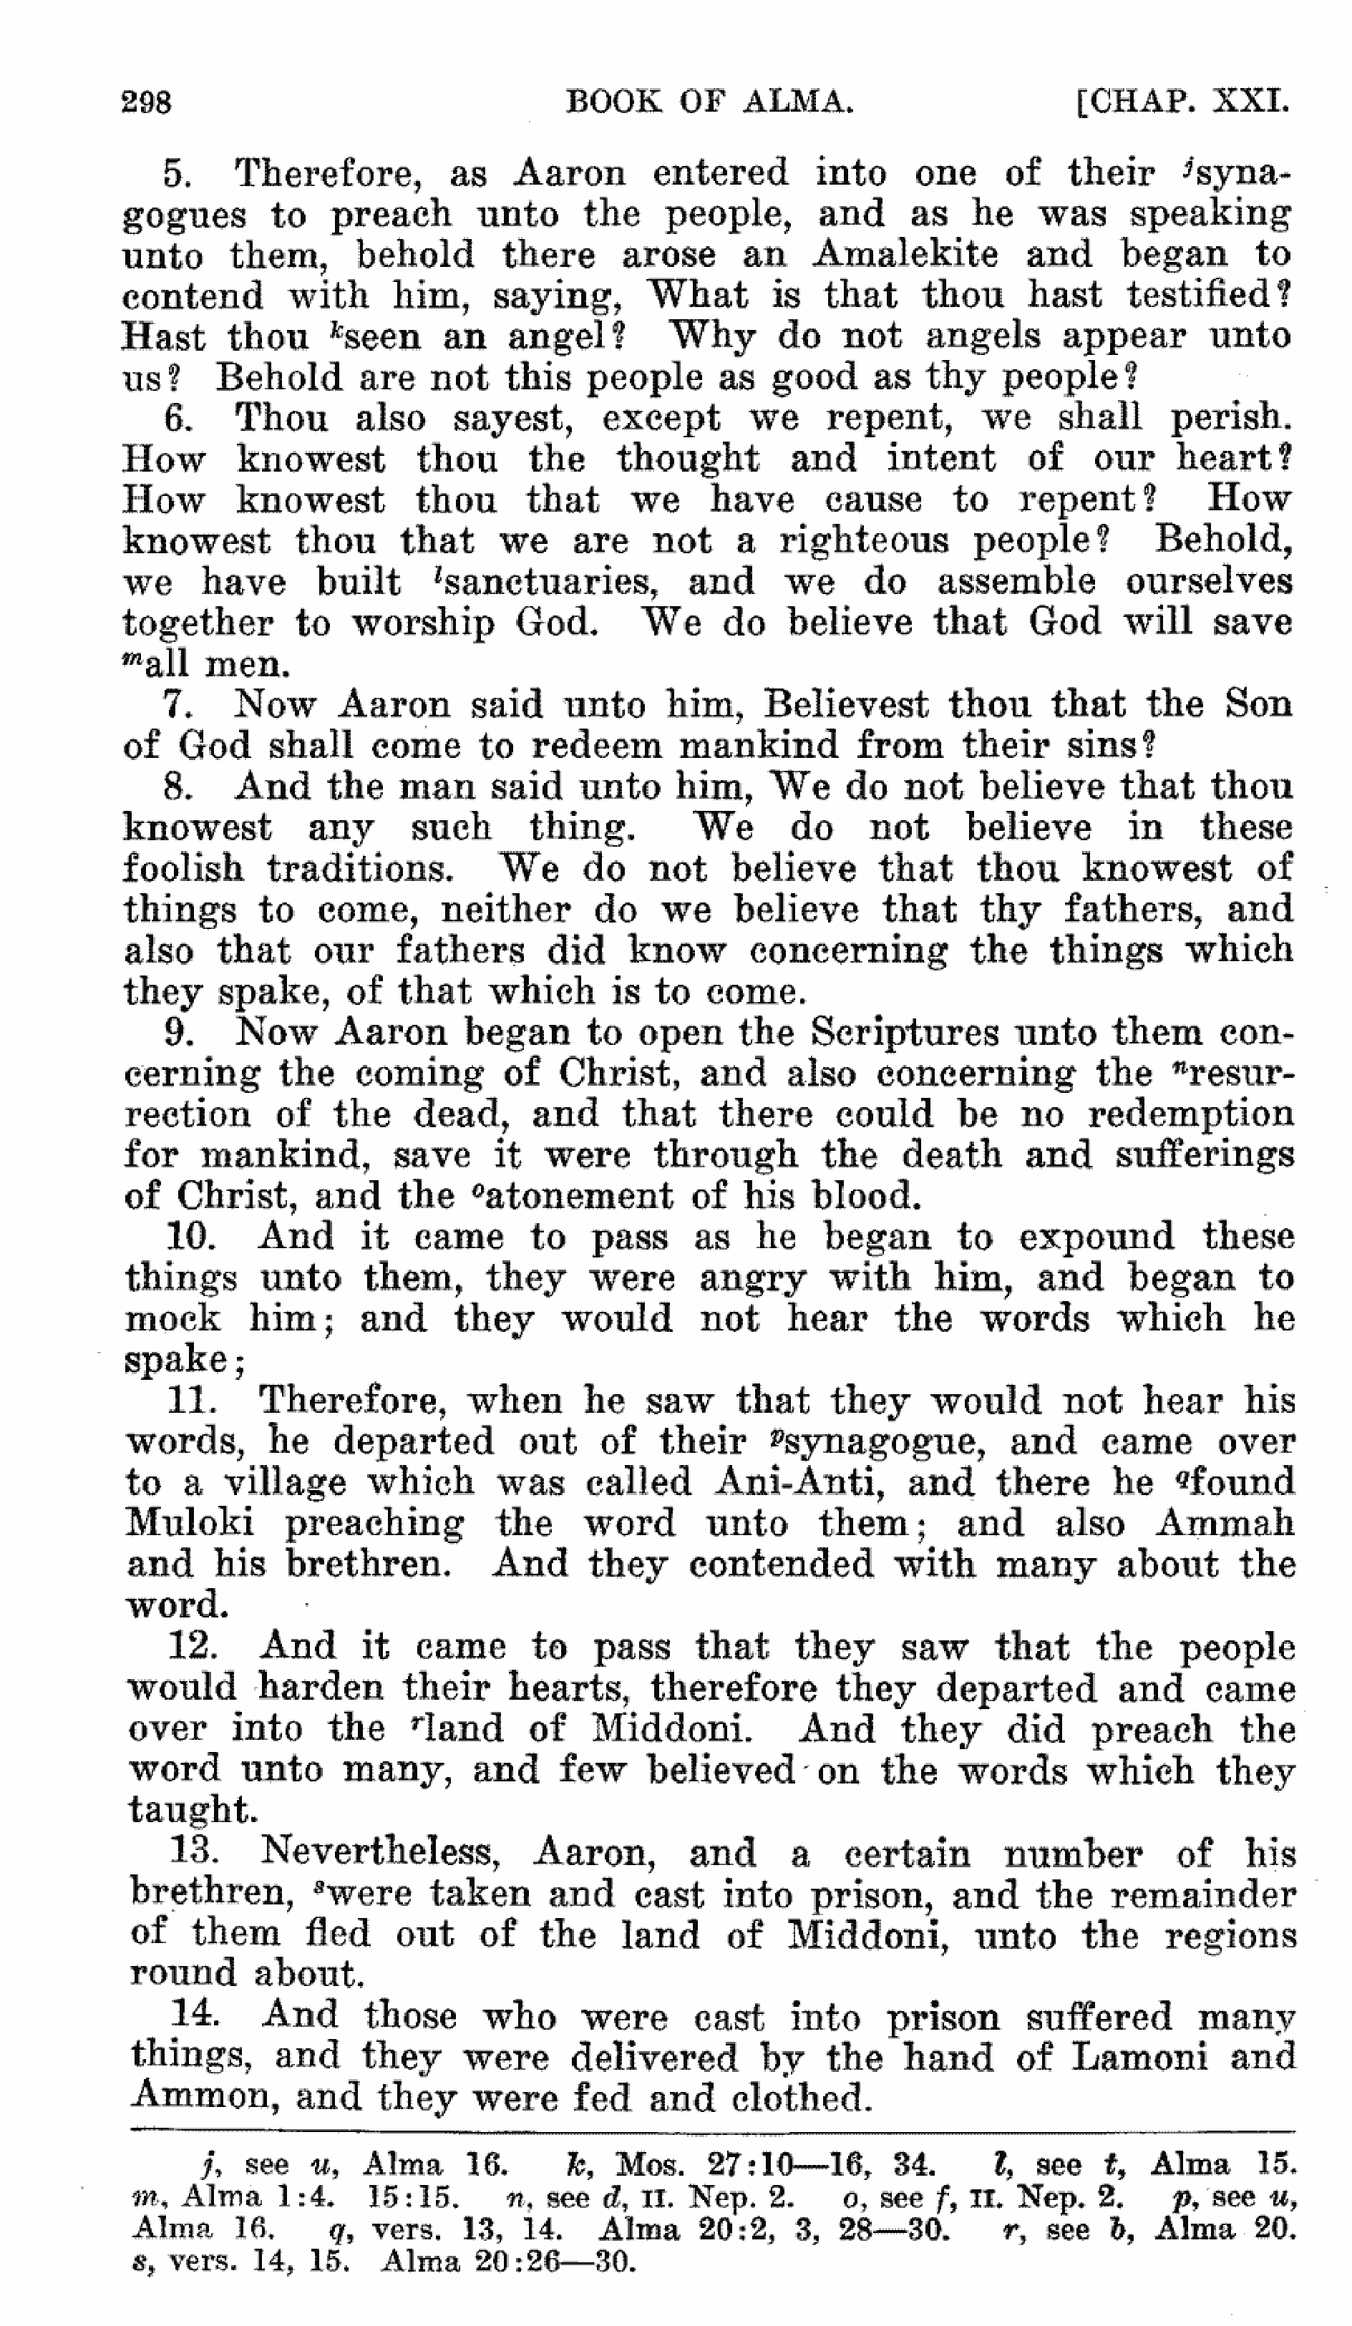 298 BOOK OF ALMA. [CHAP. XXI.
5. Therefore, as Aaron entered into one of their jsyna-
gogues to preach unto the people, and as he was speaking
unto them, behold there arose an Amalekite and began to
contend with him, saying, What is that thou hast testified?
Hast thou kseen an angel? Why do not angels appear unto
us? Behold are not this people as good as thy people?
6. Thou also sayest, except we repent, we shall perish.
How knowest thou the thought and intent of our heart?
How knowest thou that we have cause to repent? How
knowest thou that we are not a righteous people? Behold,
we have built lsanctuaries, and we do assemble ourselves
together to worship God. We do believe that God will save
mall men.
7. Now Aaron said unto him, Believest thou that the Son
of God shall come to redeem mankind from their sins?
8. And the man said unto him, We do not believe that thou
knowest any such thing. We do not believe in these
foolish traditions. We do not believe that thou knowest of
things to come, neither do we believe that thy fathers, and
also that our fathers did know concerning the things which
they spake, of that which is to come.
9. Now Aaron began to open the Scriptures unto them con-
cerning the coming of Christ, and also concerning the nresur-
rection of the dead, and that there could be no redemption
for mankind, save it were through the death and sufferings
of Christ, and the oatonement of his blood.
10. And it came to pass as he began to expound these
things unto them, they were angry with him, and began to
mock him; and they would not hear the words which he
spake;
11. Therefore, when he saw that they would not hear his
words, he departed out of their psynagogue, and came over
to a village which was called Ani-Anti, and there he qfound
Muloki preaching the word unto them; and also Ammah
and his brethren. And they contended with many about the
word.
12. And it came to pass that they saw that the people
would harden their hearts, therefore they departed and came
over into the rland of Middoni. And they did preach the
word unto many, and few believed on the words which they
taught.
13. Nevertheless, Aaron, and a certain number of his
brethren, swere taken and cast into prison, and the remainder
of them fled out of the land of Middoni, unto the regions
round about.
14. And those who were cast into prison suffered many
things, and they were delivered by the hand of Lamoni and
Ammon, and they were fed and clothed.
j, see u, Alma 16. k, Mos. 27:10—16, 34. l, see t, Alma 15.
m, Alma 1:4. 15:15. n, see d, II. Nep. 2. o, see f, II. Nep. 2. p, see u,
Alma 16. q, vers. 13, 14. Alma 20:2, 3, 28—30. r, see b, Alma 20.
s, vers. 14, 15. Alma 20:26—30.